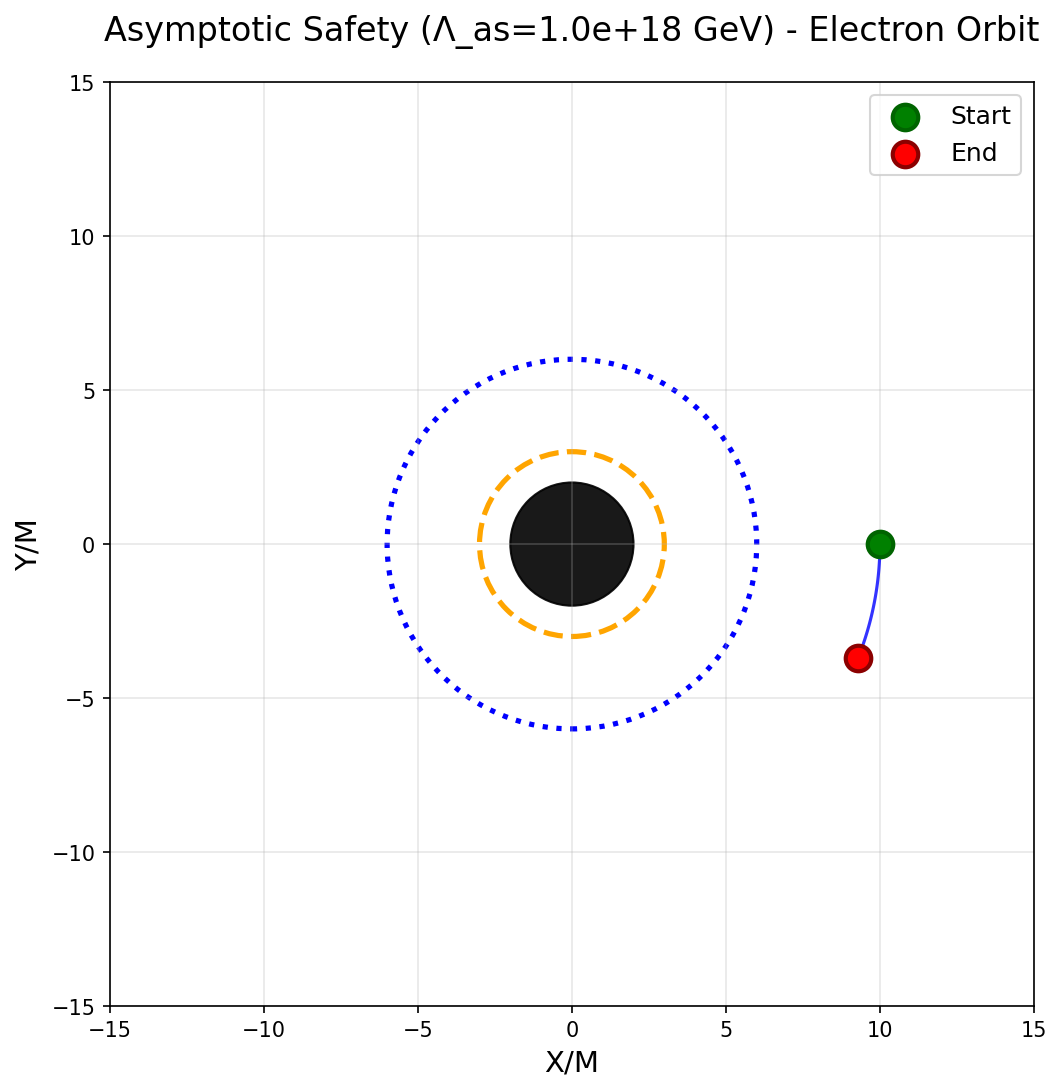 Asymptotic Safety (Λ_as=1.0e+18 GeV) - Electron Orbit
Start
End
15
10
5
0
−5
−10
−15
Y/M
−15 −10 −5 0 5 10 15
X/M